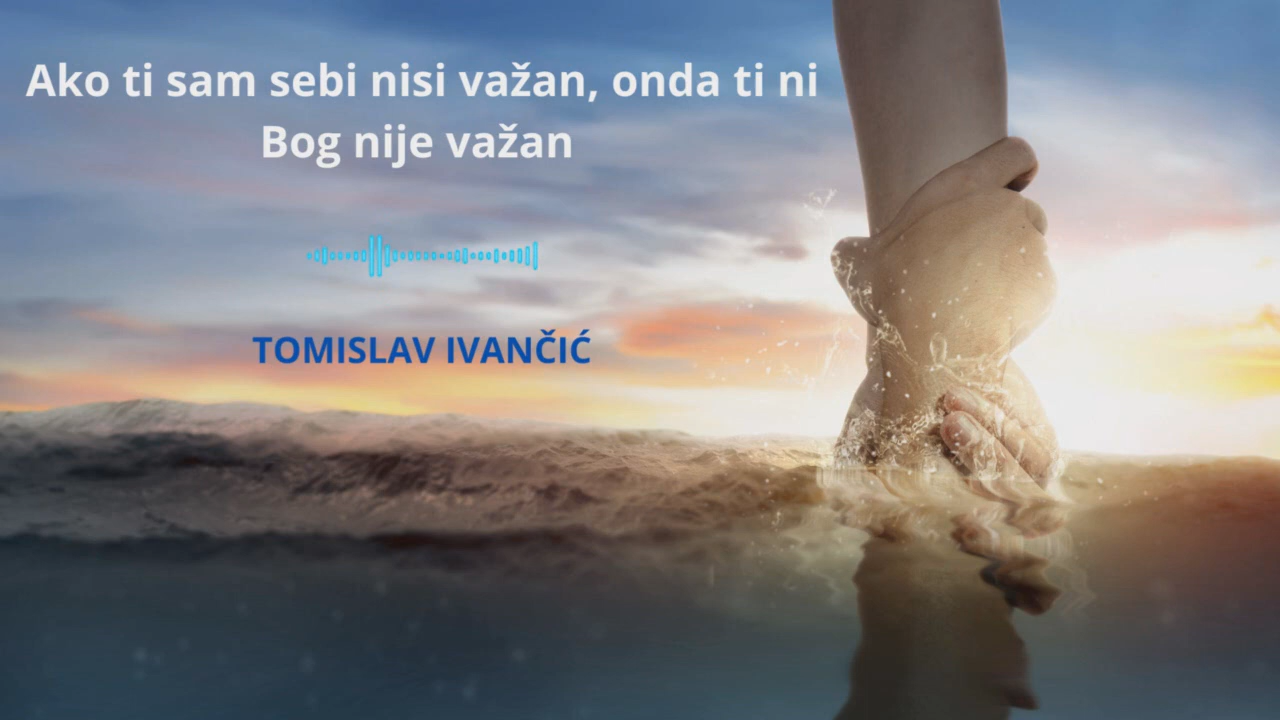 Ako ti sam sebi nisi važan, onda ti ni
Bog nije važan
TOMISLAV IVANČIĆ